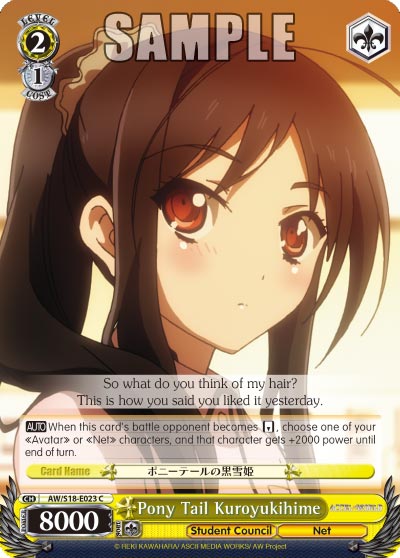 SAMPLE
LEVEL
2
1
COST
So what do you think of my hair?
This is how you said you liked it yesterday.
AUTO When this card's battle opponent becomes [▼], choose one of your
«Avatar» or «Net» characters, and that character gets +2000 power until
end of turn.
Card Name
ポニーテールの黒雪姫
CH AW/S18-E023 C
Pony Tail Kuroyukihime
8000
Student Council
Net
© REKI KAWAHARA/ ASCII MEDIA WORKS/ AW Project